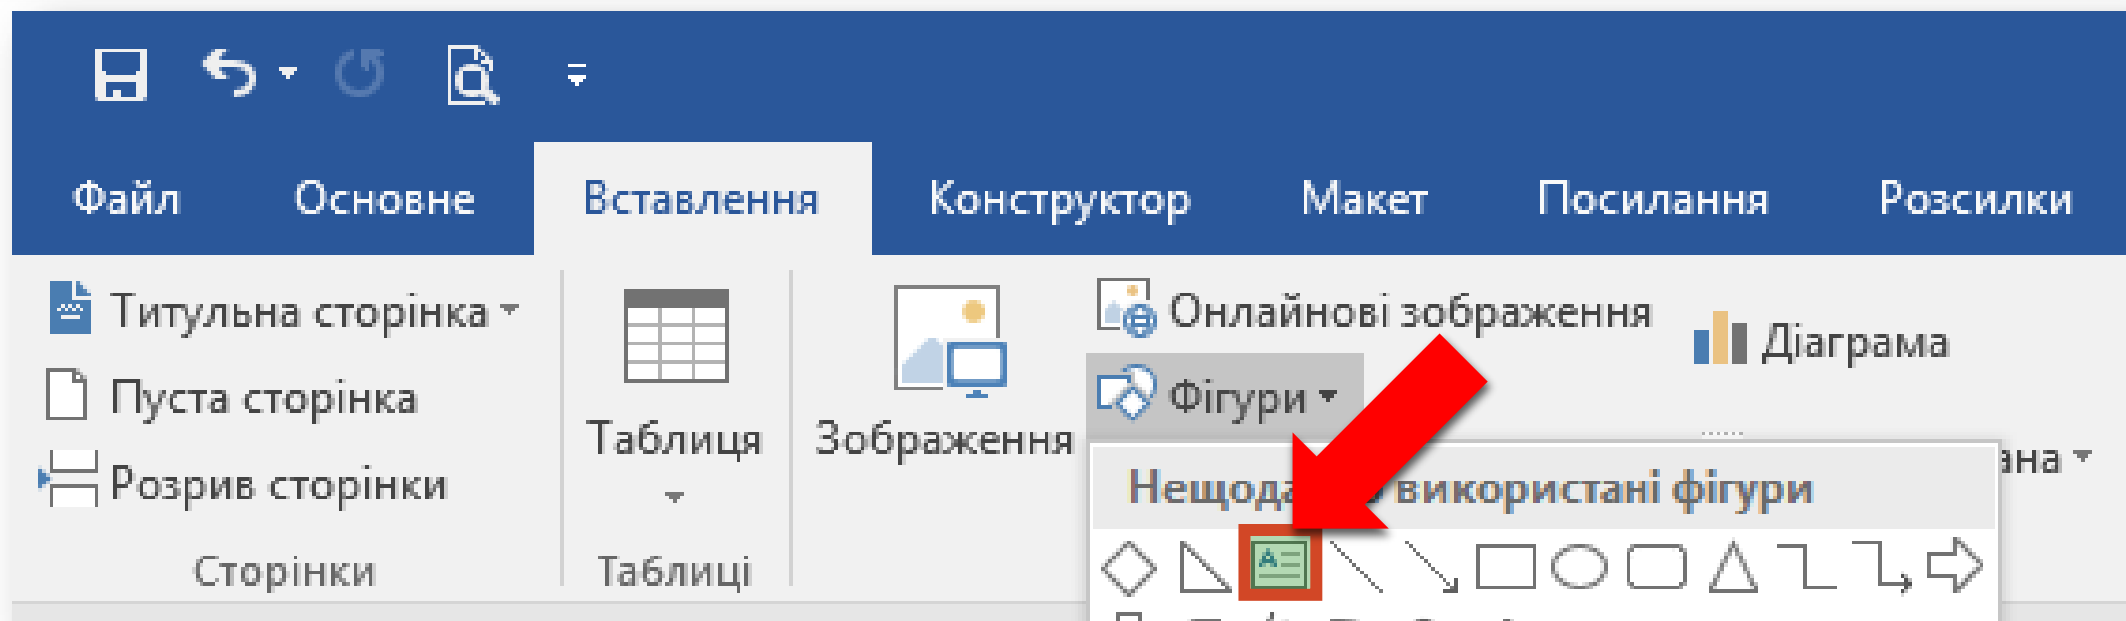 Файл Основне Вставлення Конструктор Макет Посилання Розсилки
Титульна сторінка
Пуста сторінка
Розрив сторінки
Сторінки
Таблиця
Таблиці
Зображення
Онлайнові зображення
Фігури
Діаграма
використані фігури
A